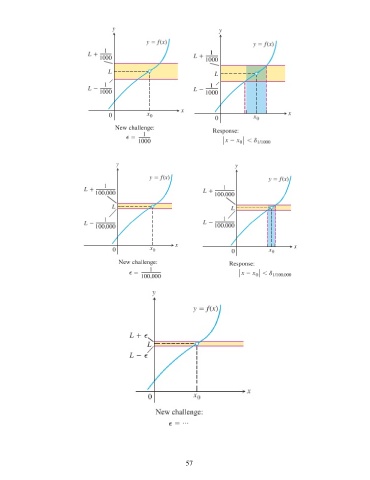 y
y = f(x)
L + 1/1000
L
L − 1/1000
0
x₀
x
New challenge:
ϵ = 1/1000
y
y = f(x)
L + 1/1000
L
L − 1/1000
0
x₀
x
Response:
|x − x₀| < δ₁/₁₀₀₀
y
y = f(x)
L + 1/100,000
L
L − 1/100,000
0
x₀
x
New challenge:
ϵ = 1/100,000
y
y = f(x)
L + 1/100,000
L
L − 1/100,000
0
x₀
x
Response:
|x − x₀| < δ₁/₁₀₀,₀₀₀
y
y = f(x)
L + ϵ
L
L − ϵ
0
x₀
x
New challenge:
ϵ = ···
57